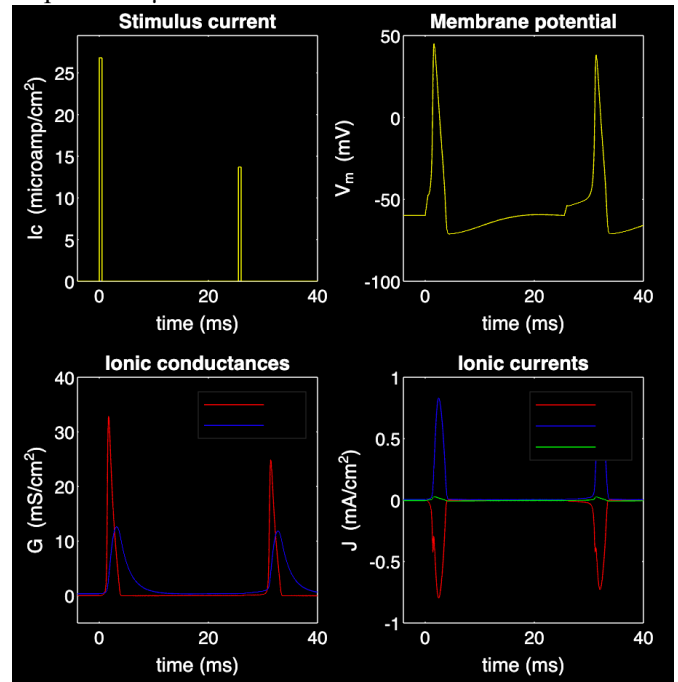 Stimulus current
Ic (microamp/cm²)
25
20
15
10
5
0
0
20
40
time (ms)
Membrane potential
Vₘ (mV)
50
0
-50
-100
0
20
40
time (ms)
Ionic conductances
G (mS/cm²)
40
30
20
10
0
0
20
40
time (ms)
Ionic currents
J (mA/cm²)
1
0.5
0
-0.5
-1
0
20
40
time (ms)